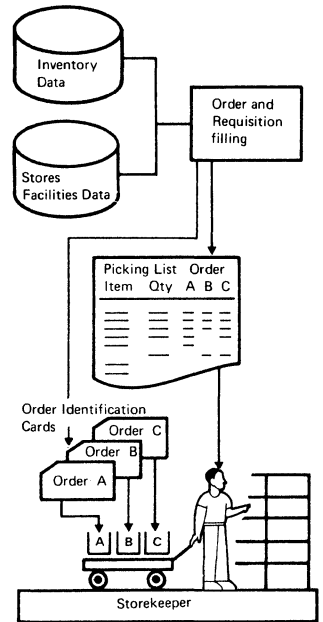 Inventory
Data
Order and
Requisition
filling
Stores
Facilities Data
Picking List Order
Item Qty A B C
Order Identification
Cards
Order C
Order B
Order A
A B C
Storekeeper